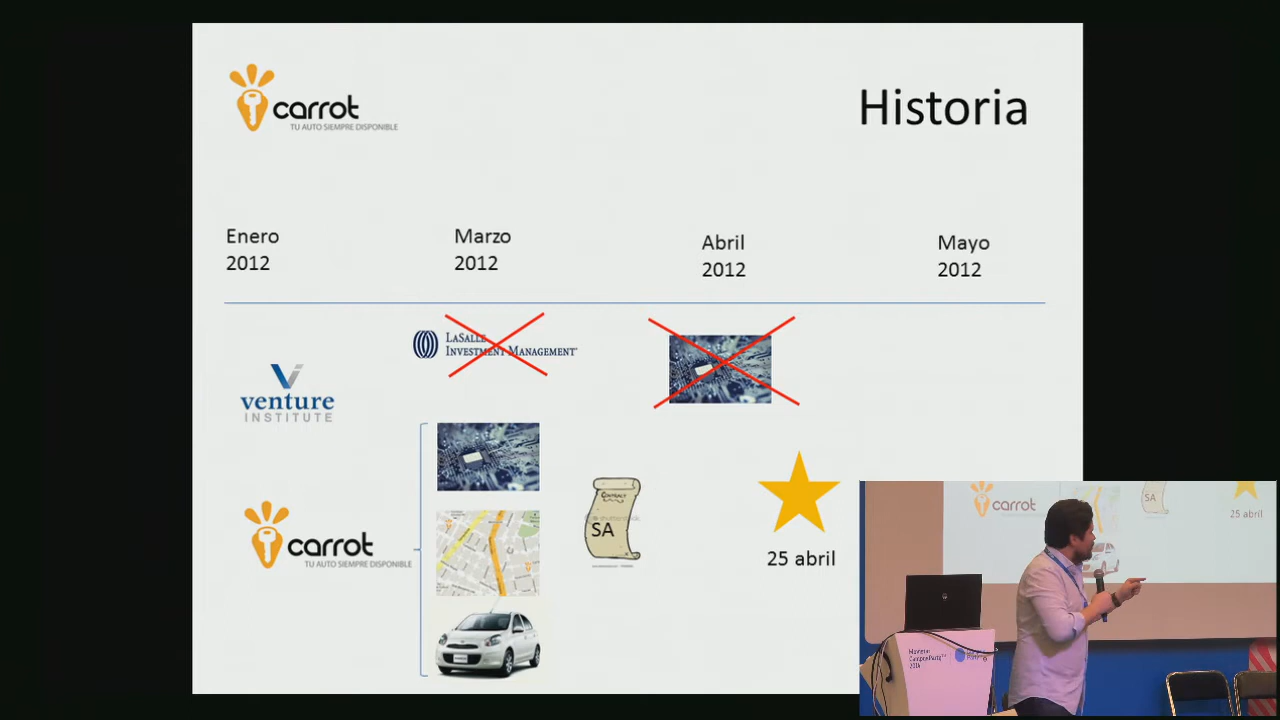 carrot
TU AUTO SIEMPRE DISPONIBLE
Historia
Enero
2012
Marzo
2012
Abril
2012
Mayo
2012
LASALLE
INVESTMENT MANAGEMENT
venture
INSTITUTE
carrot
TU AUTO SIEMPRE DISPONIBLE
CONTRACT
SA
25 abril
carrot
SA
25 abril